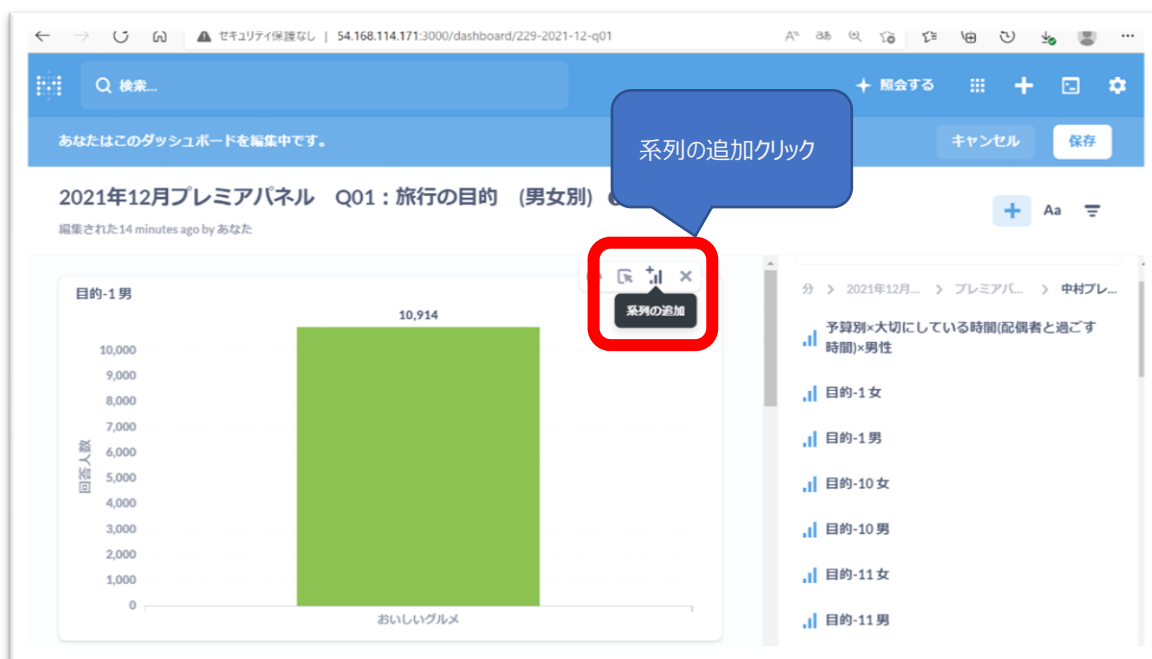 セキュリティ保護なし | 54.168.114.171:3000/dashboard/229-2021-12-q01
検索...
照会する
あなたはこのダッシュボードを編集中です。
キャンセル
保存
系列の追加クリック
2021年12月プレミアパネル Q01：旅行の目的 (男女別)
編集された14 minutes ago by あなた
Aa
目的-1 男
系列の追加
10,914
10,000
9,000
8,000
7,000
6,000
5,000
4,000
3,000
2,000
1,000
0
回答人数
おいしいグルメ
分 > 2021年12月... > プレミアパ... > 中村プレ...
予算別×大切にしている時間(配偶者と過ごす
時間)×男性
目的-1 女
目的-1 男
目的-10 女
目的-10 男
目的-11 女
目的-11 男